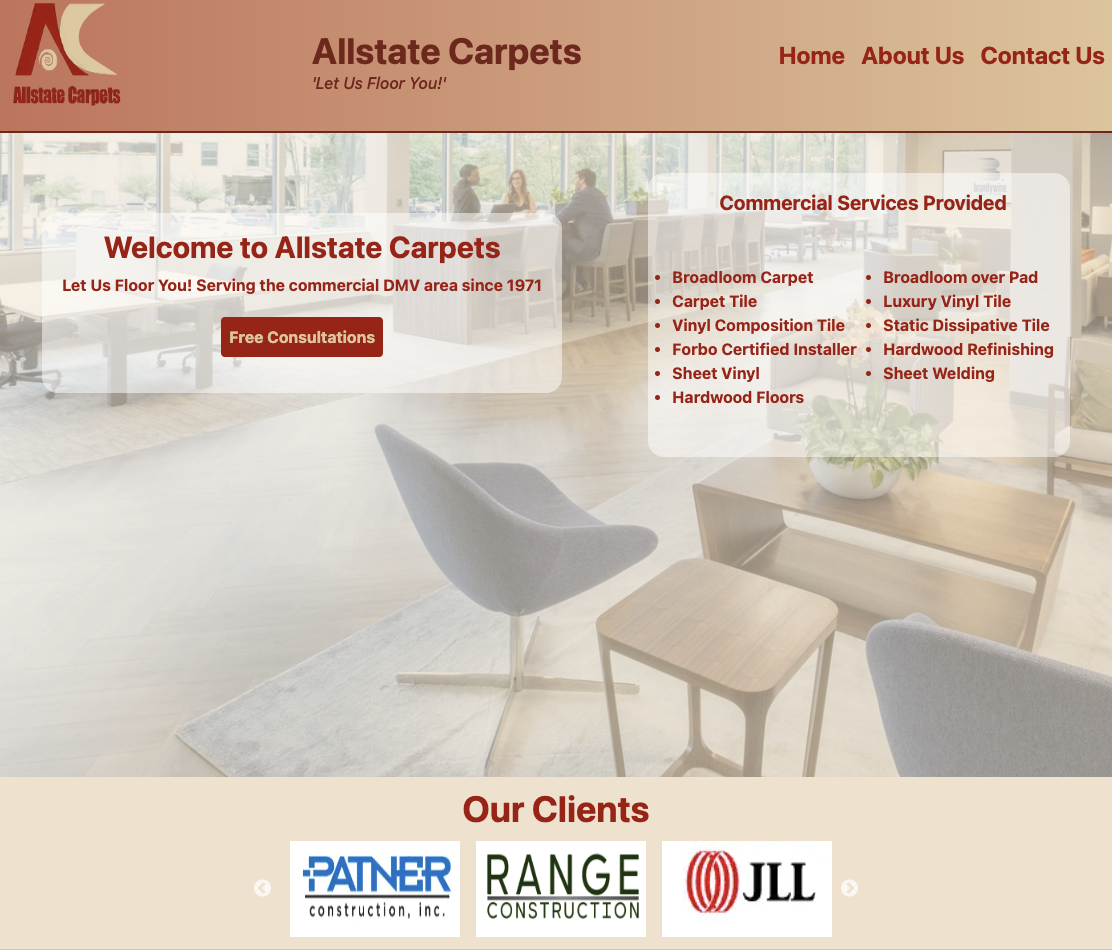 Allstate Carpets
Allstate Carpets
'Let Us Floor You!'
Home About Us Contact Us
Welcome to Allstate Carpets
Let Us Floor You! Serving the commercial DMV area since 1971
Free Consultations
brandywine
Commercial Services Provided
Broadloom Carpet
Carpet Tile
Vinyl Composition Tile
Forbo Certified Installer
Sheet Vinyl
Hardwood Floors
Broadloom over Pad
Luxury Vinyl Tile
Static Dissipative Tile
Hardwood Refinishing
Sheet Welding
Our Clients
PATNER
construction, inc.
RANGE
CONSTRUCTION
JLL